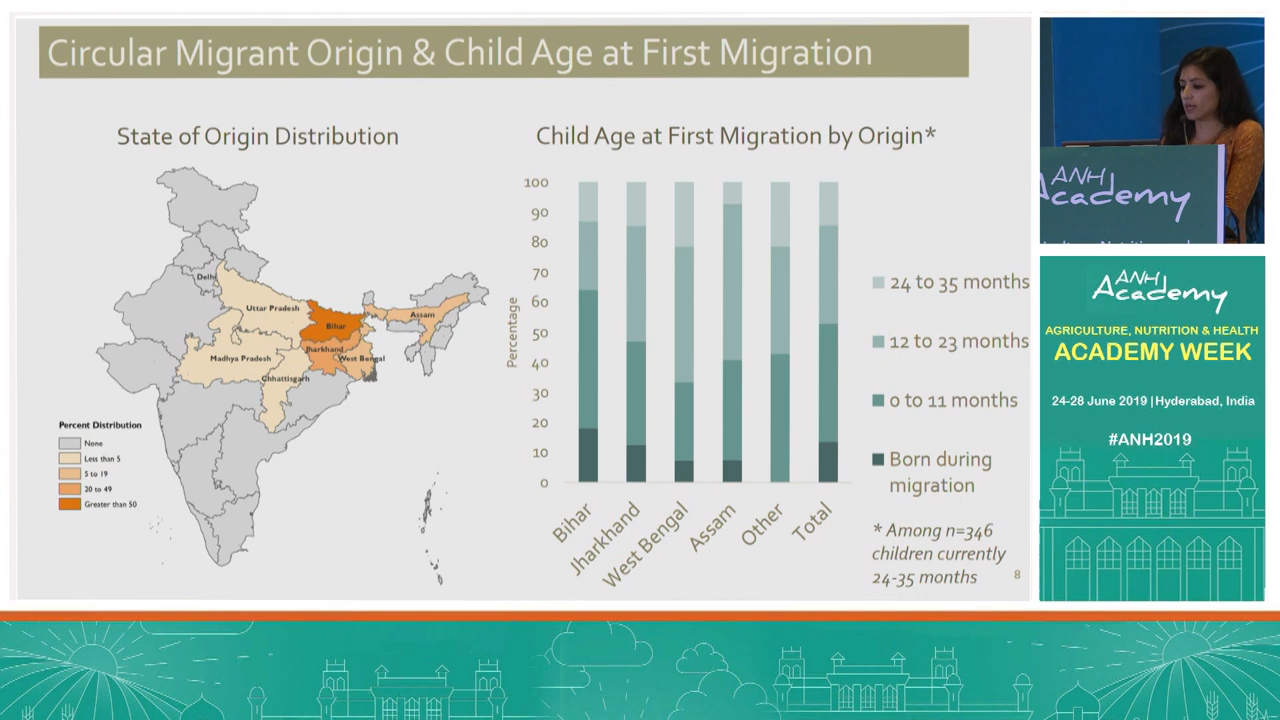 Circular Migrant Origin & Child Age at First Migration
State of Origin Distribution
Delhi
Uttar Pradesh
Bihar
Assam
Jharkhand
West Bengal
Madhya Pradesh
Chhattisgarh
Percent Distribution
None
Less than 5
5 to 19
20 to 49
Greater than 50
Child Age at First Migration by Origin*
Percentage
100
90
80
70
60
50
40
30
20
10
0
Bihar
Jharkhand
West Bengal
Assam
Other
Total
24 to 35 months
12 to 23 months
0 to 11 months
Born during
migration
* Among n=346
children currently
24-35 months
8
ANH
Academy
ANH
Academy
AGRICULTURE, NUTRITION & HEALTH
ACADEMY WEEK
24-28 June 2019 | Hyderabad, India
#ANH2019